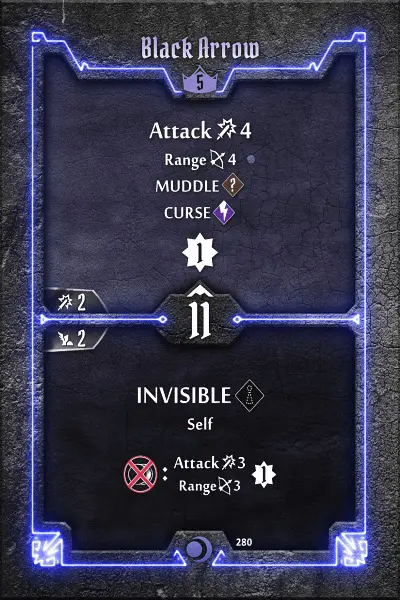 Black Arrow
5
Attack 4
Range 4
MUDDLE ?
CURSE
1
2
11
2
INVISIBLE
Self
: Attack 3
Range 3
1
280